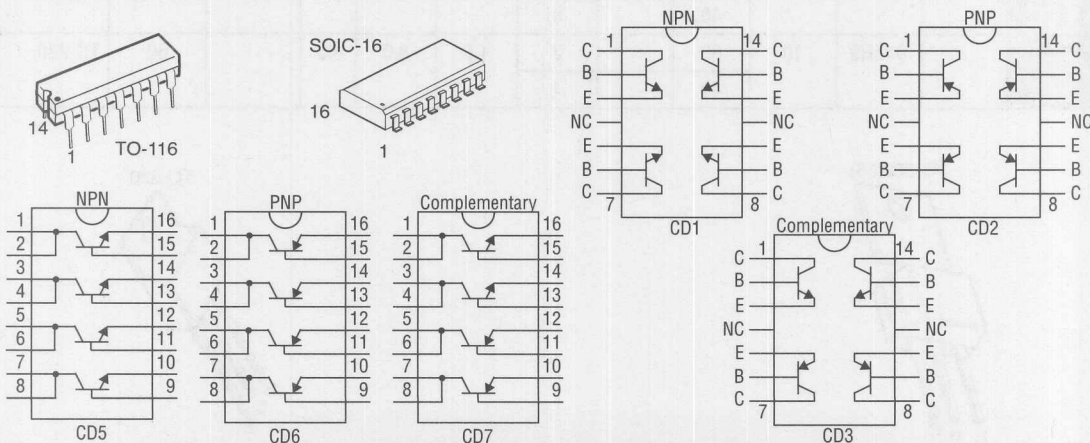 14
1
TO-116
SOIC-16
16
1
NPN
C 1 14 C
B B
E E
NC NC
E E
B B
C 7 8 C
CD1
PNP
C 1 14 C
B B
E E
NC NC
E E
B B
C 7 8 C
CD2
NPN
1 16
2 15
3 14
4 13
5 12
6 11
7 10
8 9
CD5
PNP
1 16
2 15
3 14
4 13
5 12
6 11
7 10
8 9
CD6
Complementary
1 16
2 15
3 14
4 13
5 12
6 11
7 10
8 9
CD7
Complementary
1 14
C C
B B
E E
NC NC
E E
B B
C C
7 8
CD3